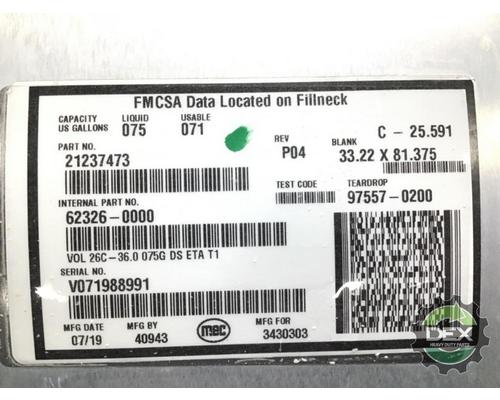 FMCSA Data Located on Fillneck
CAPACITY US GALLONS LIQUID 075 USABLE 071
C - 25.591
PART NO. REV P04 BLANK 33.22 X 81.375
21237473
TEST CODE TEARDROP 97557-0200
INTERNAL PART NO.
62326-0000
VOL 26C-36.0 075G DS ETA T1
SERIAL NO.
V071988991
MFG DATE MFG BY mec MFG FOR
07/19 40943 3430303
DEX
HEAVY DUTY PARTS